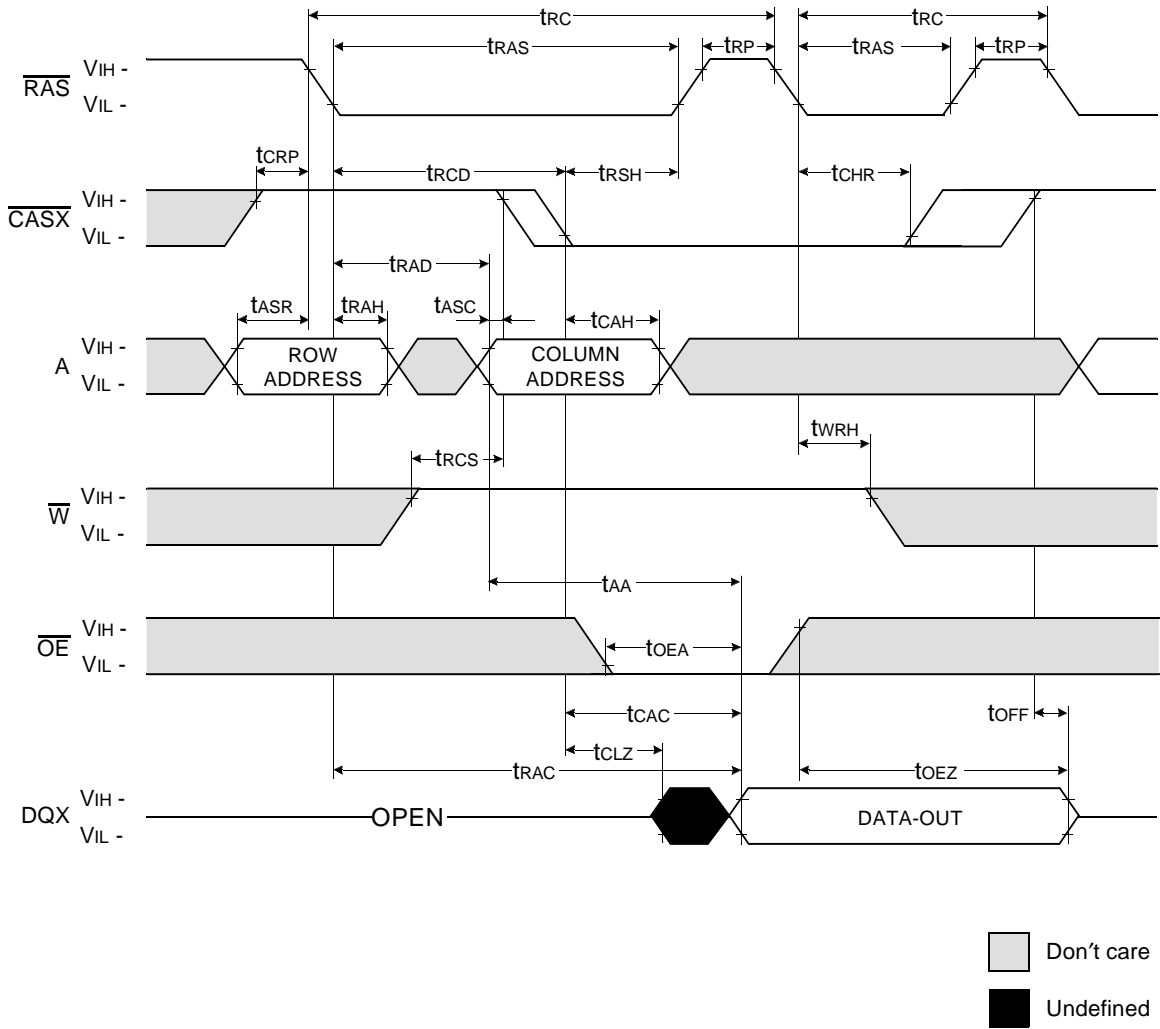 tRC
tRC
tRAS
tRP
tRAS
tRP
RAS
VIH -
VIL -
tCRP
tRCD
tRSH
tCHR
CASX
VIH -
VIL -
tRAD
tASR
tRAH
tASC
tCAH
A
VIH -
VIL -
ROW
ADDRESS
COLUMN
ADDRESS
tWRH
tRCS
W
VIH -
VIL -
tAA
OE
VIH -
VIL -
tOEA
tCAC
tOFF
tCLZ
tRAC
tOEZ
DQX
VIH -
VIL -
OPEN
DATA-OUT
Don't care
Undefined